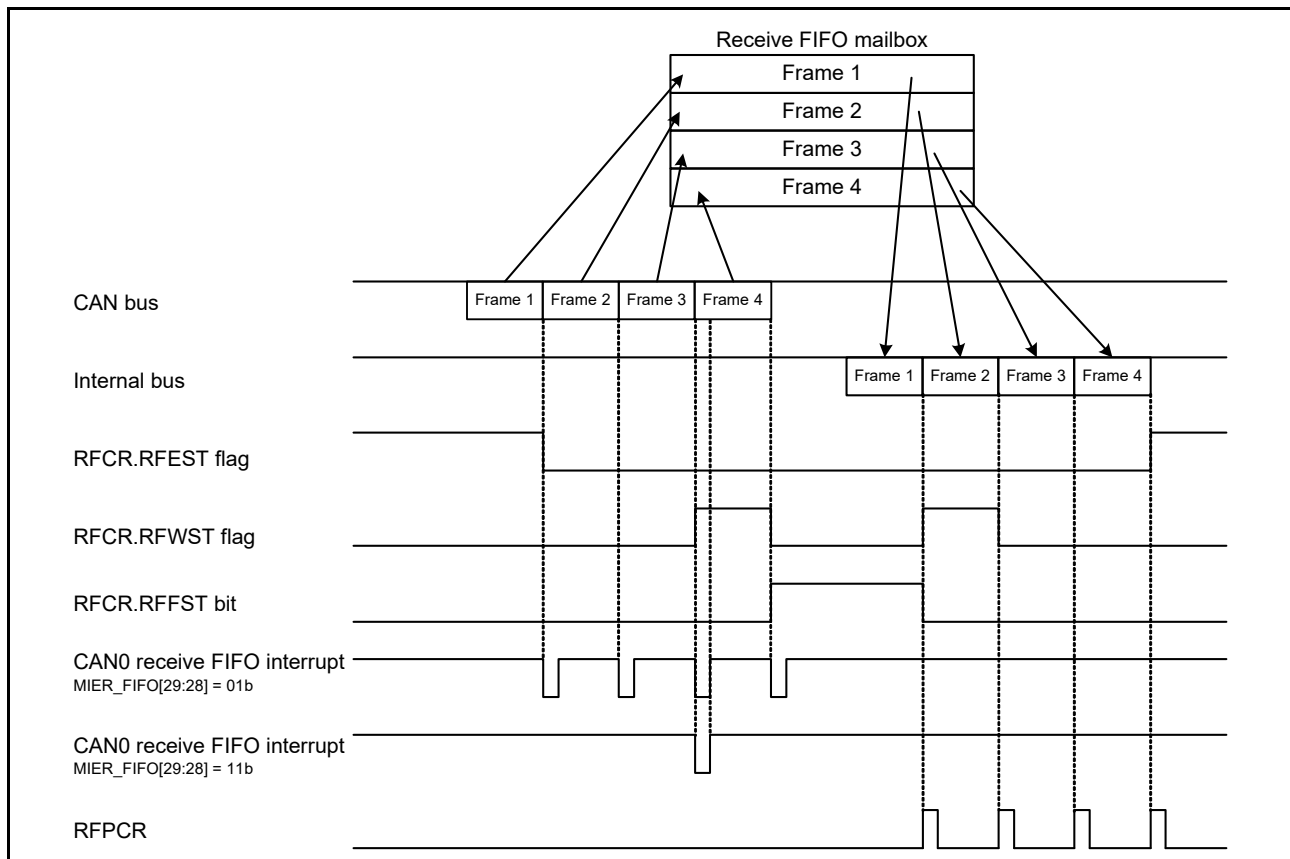 Receive FIFO mailbox
Frame 1
Frame 2
Frame 3
Frame 4
CAN bus
Frame 1 Frame 2 Frame 3 Frame 4
Internal bus
Frame 1 Frame 2 Frame 3 Frame 4
RFCR.RFEST flag
RFCR.RFWST flag
RFCR.RFFST bit
CAN0 receive FIFO interrupt
MIER_FIFO[29:28] = 01b
CAN0 receive FIFO interrupt
MIER_FIFO[29:28] = 11b
RFPCR